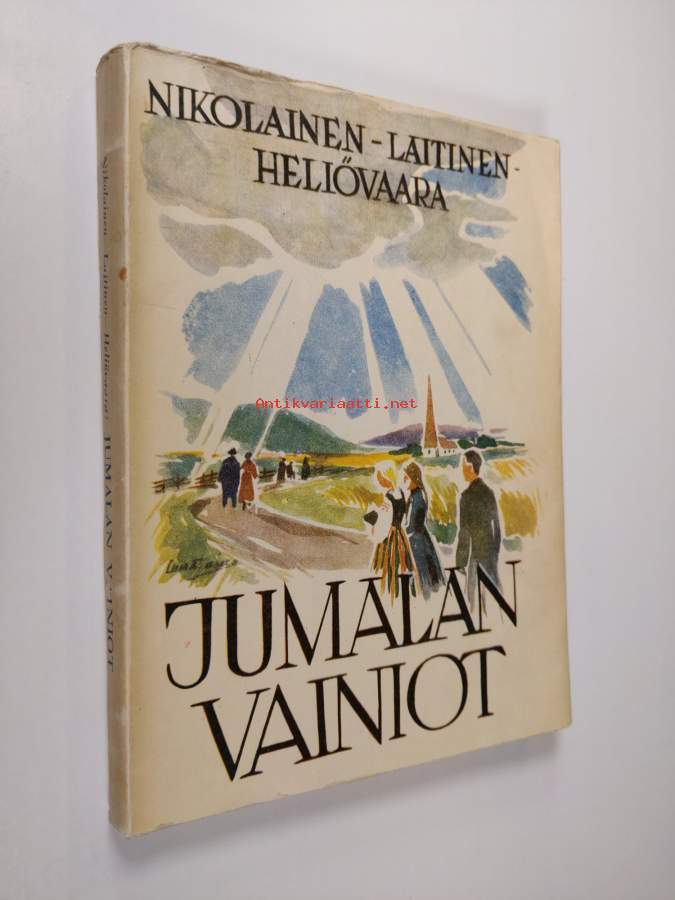 NIKOLAINEN - LAITINEN -
HELIÖVAARA
JUMALAN
VAINIOT
Nikolainen Laitinen Heliövaara: JUMALAN VAINIOT
Antikvariaatti.net